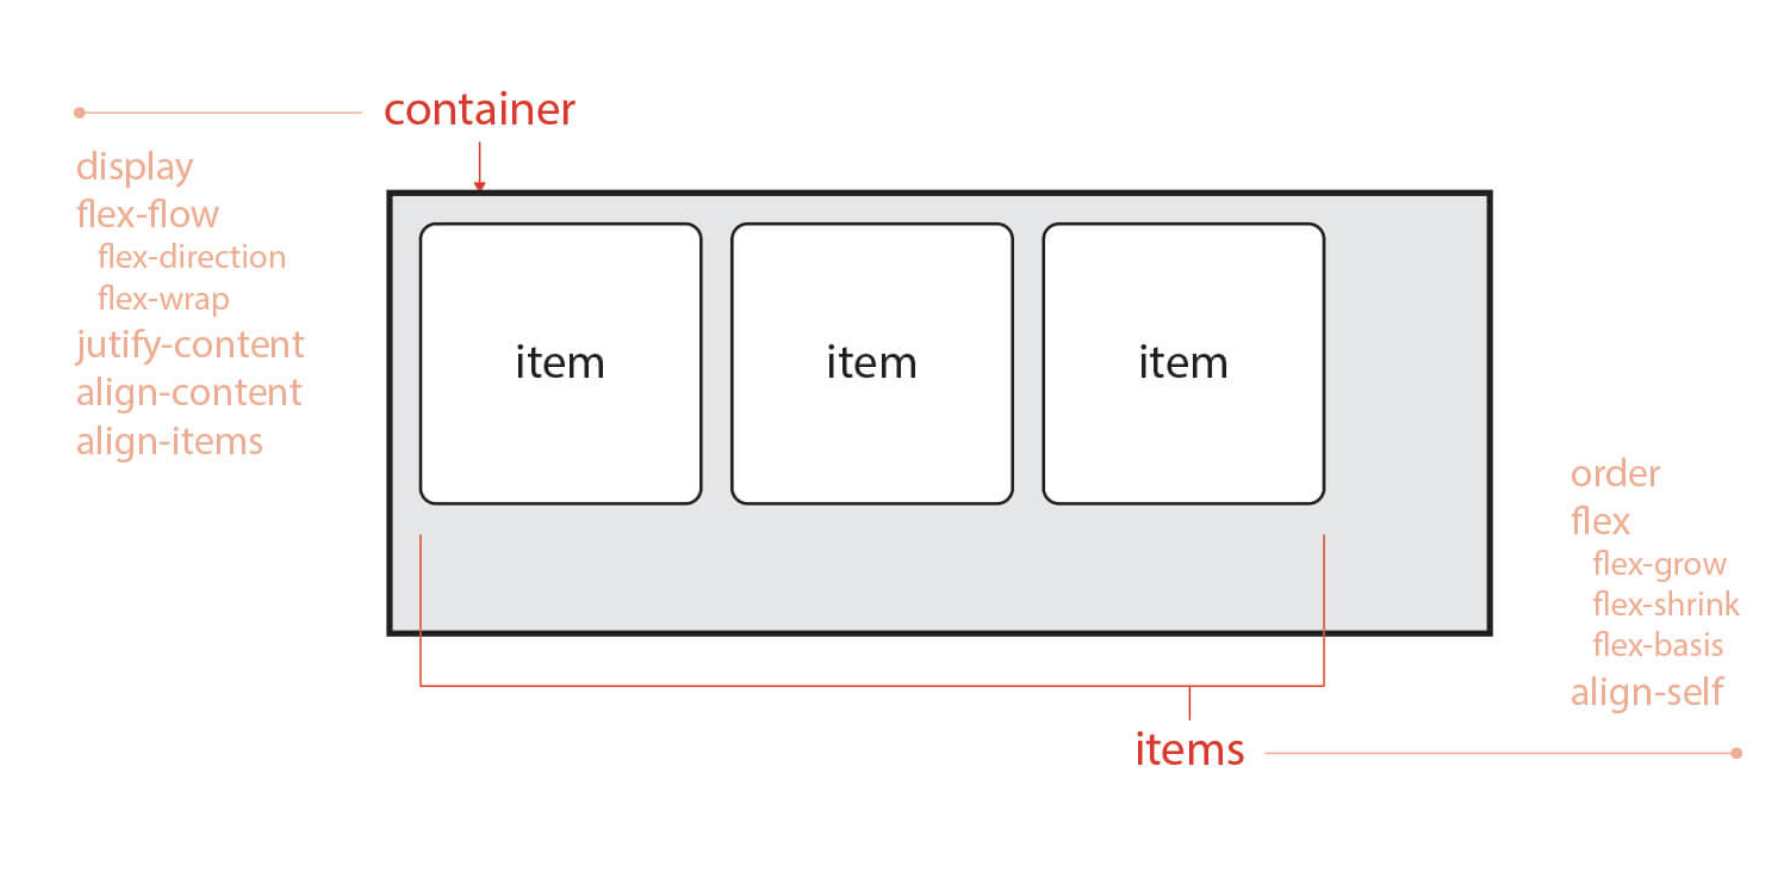 container
display
flex-flow
flex-direction
flex-wrap
jutify-content
align-content
align-items
item item item
order
flex
flex-grow
flex-shrink
flex-basis
align-self
items